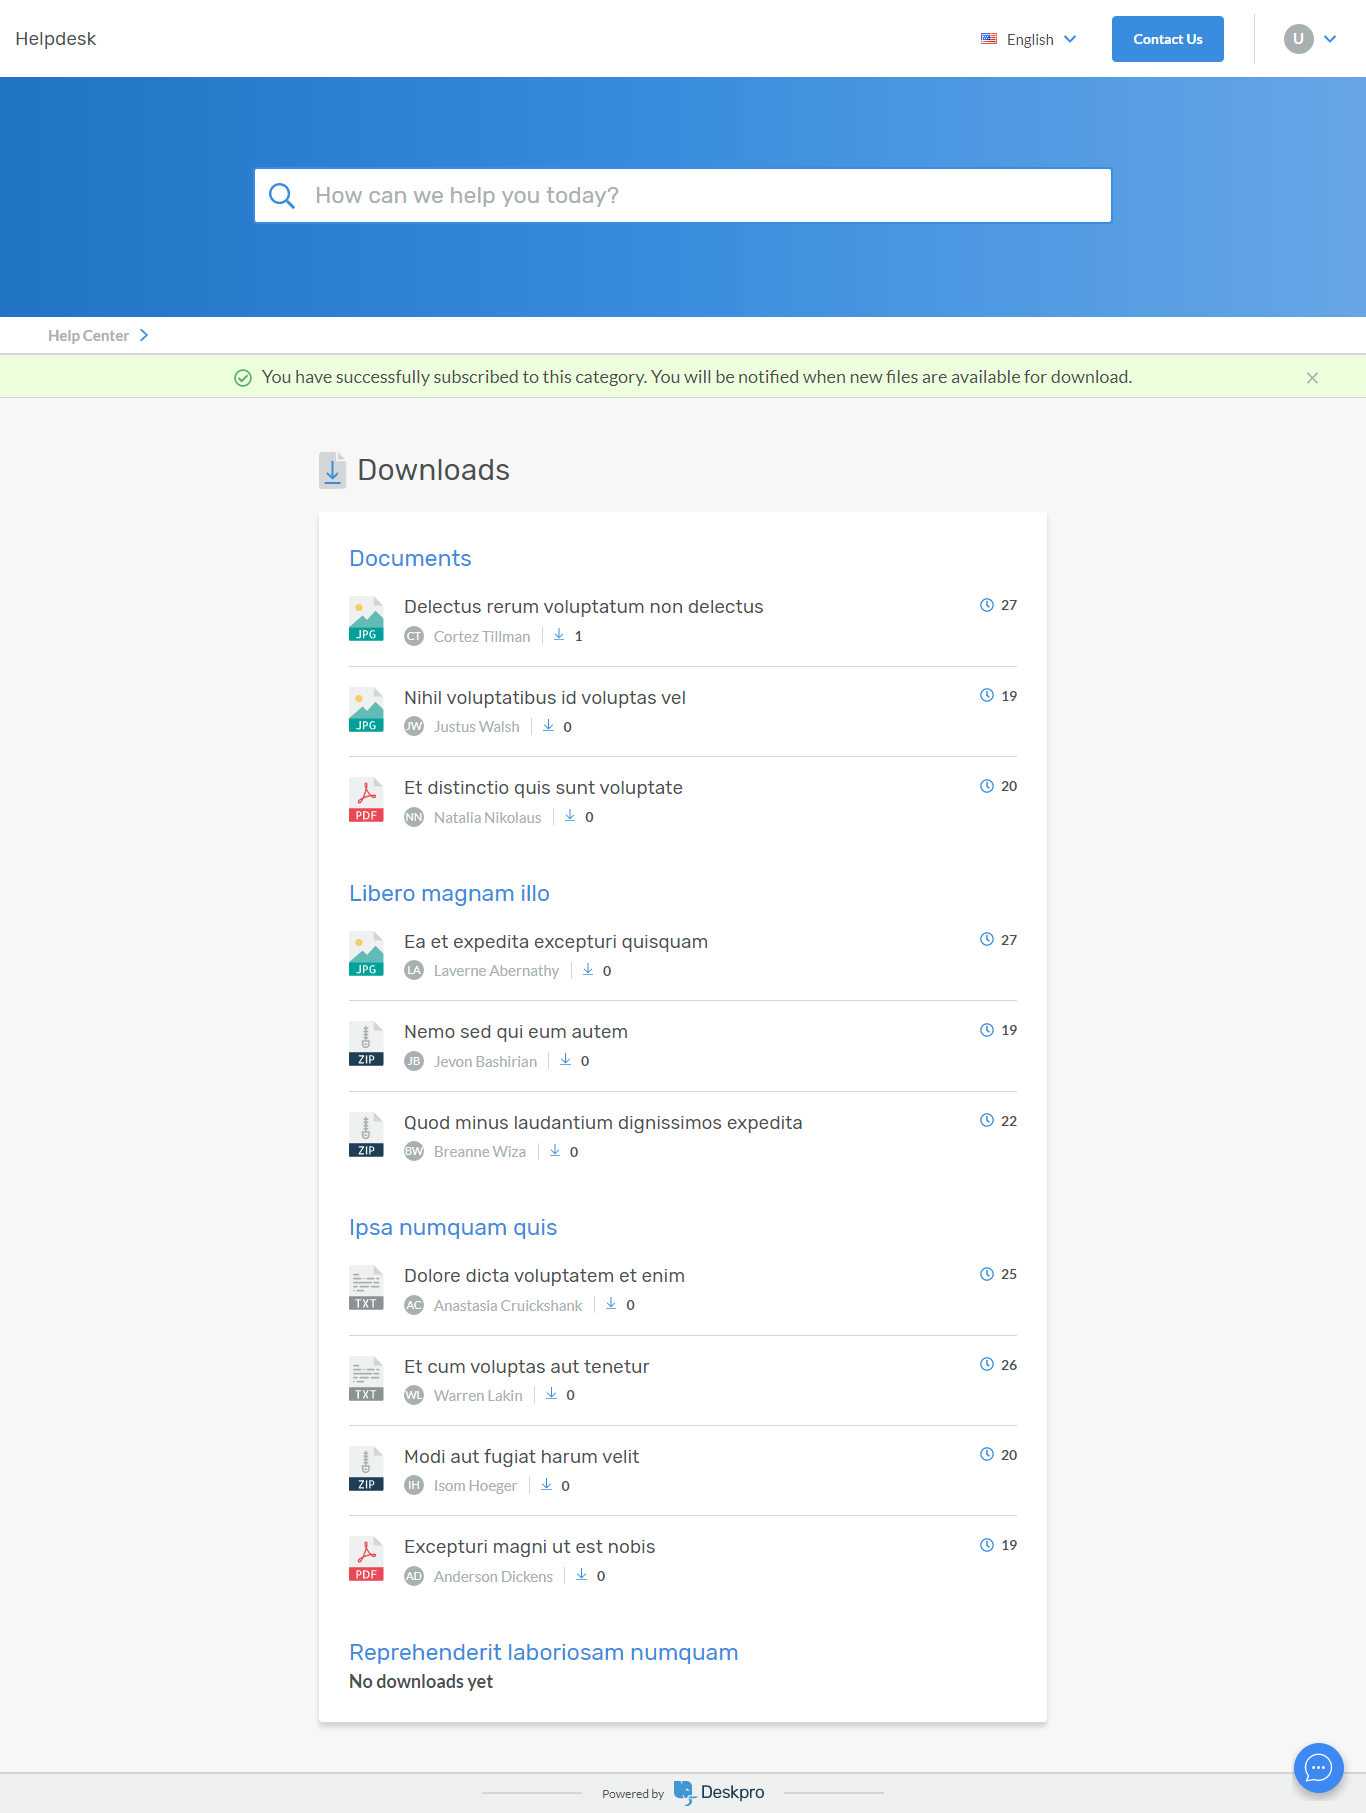 Helpdesk
English
Contact Us
U
How can we help you today?
Help Center
You have successfully subscribed to this category. You will be notified when new files are available for download.
Downloads
Documents
JPG
Delectus rerum voluptatum non delectus
27
CT Cortez Tillman 1
JPG
Nihil voluptatibus id voluptas vel
19
JW Justus Walsh 0
PDF
Et distinctio quis sunt voluptate
20
NN Natalia Nikolaus 0
Libero magnam illo
JPG
Ea et expedita excepturi quisquam
27
LA Laverne Abernathy 0
ZIP
Nemo sed qui eum autem
19
JB Jevon Bashirian 0
ZIP
Quod minus laudantium dignissimos expedita
22
BW Breanne Wiza 0
Ipsa numquam quis
TXT
Dolore dicta voluptatem et enim
25
AC Anastasia Cruickshank 0
TXT
Et cum voluptas aut tenetur
26
WL Warren Lakin 0
ZIP
Modi aut fugiat harum velit
20
IH Isom Hoeger 0
PDF
Excepturi magni ut est nobis
19
AD Anderson Dickens 0
Reprehenderit laboriosam numquam
No downloads yet
Powered by Deskpro